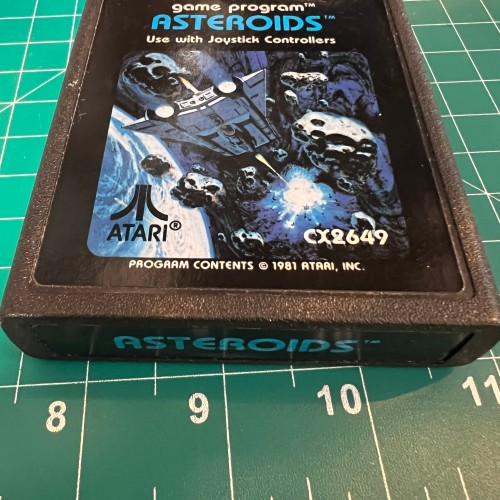 game program™
ASTEROIDS™
Use with Joystick Controllers
ATARI®
CX2649
PROGRAM CONTENTS © 1981 ATARI, INC.
ASTEROIDS™
8 9 10 11